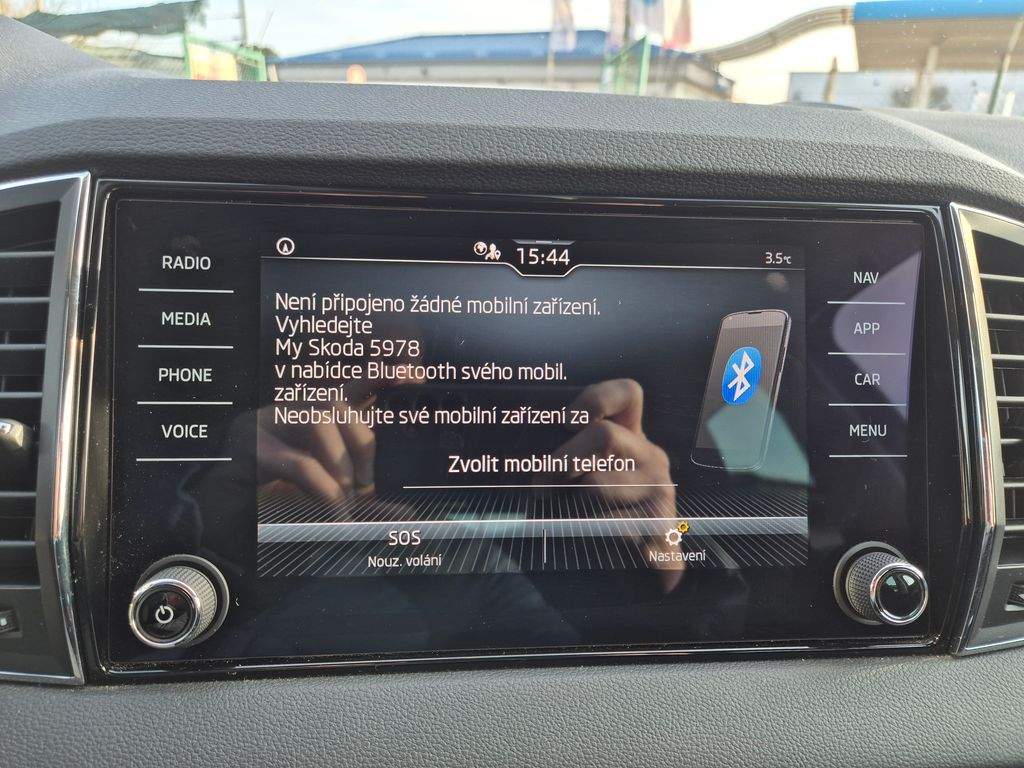 15:44
3.5°C
RADIO
MEDIA
PHONE
VOICE
Není připojeno žádné mobilní zařízení.
Vyhledejte
My Skoda 5978
v nabídce Bluetooth svého mobil.
zařízení.
Neobsluhujte své mobilní zařízení za
Zvolit mobilní telefon
SOS
Nouz. volání
Nastavení
NAV
APP
CAR
MENU